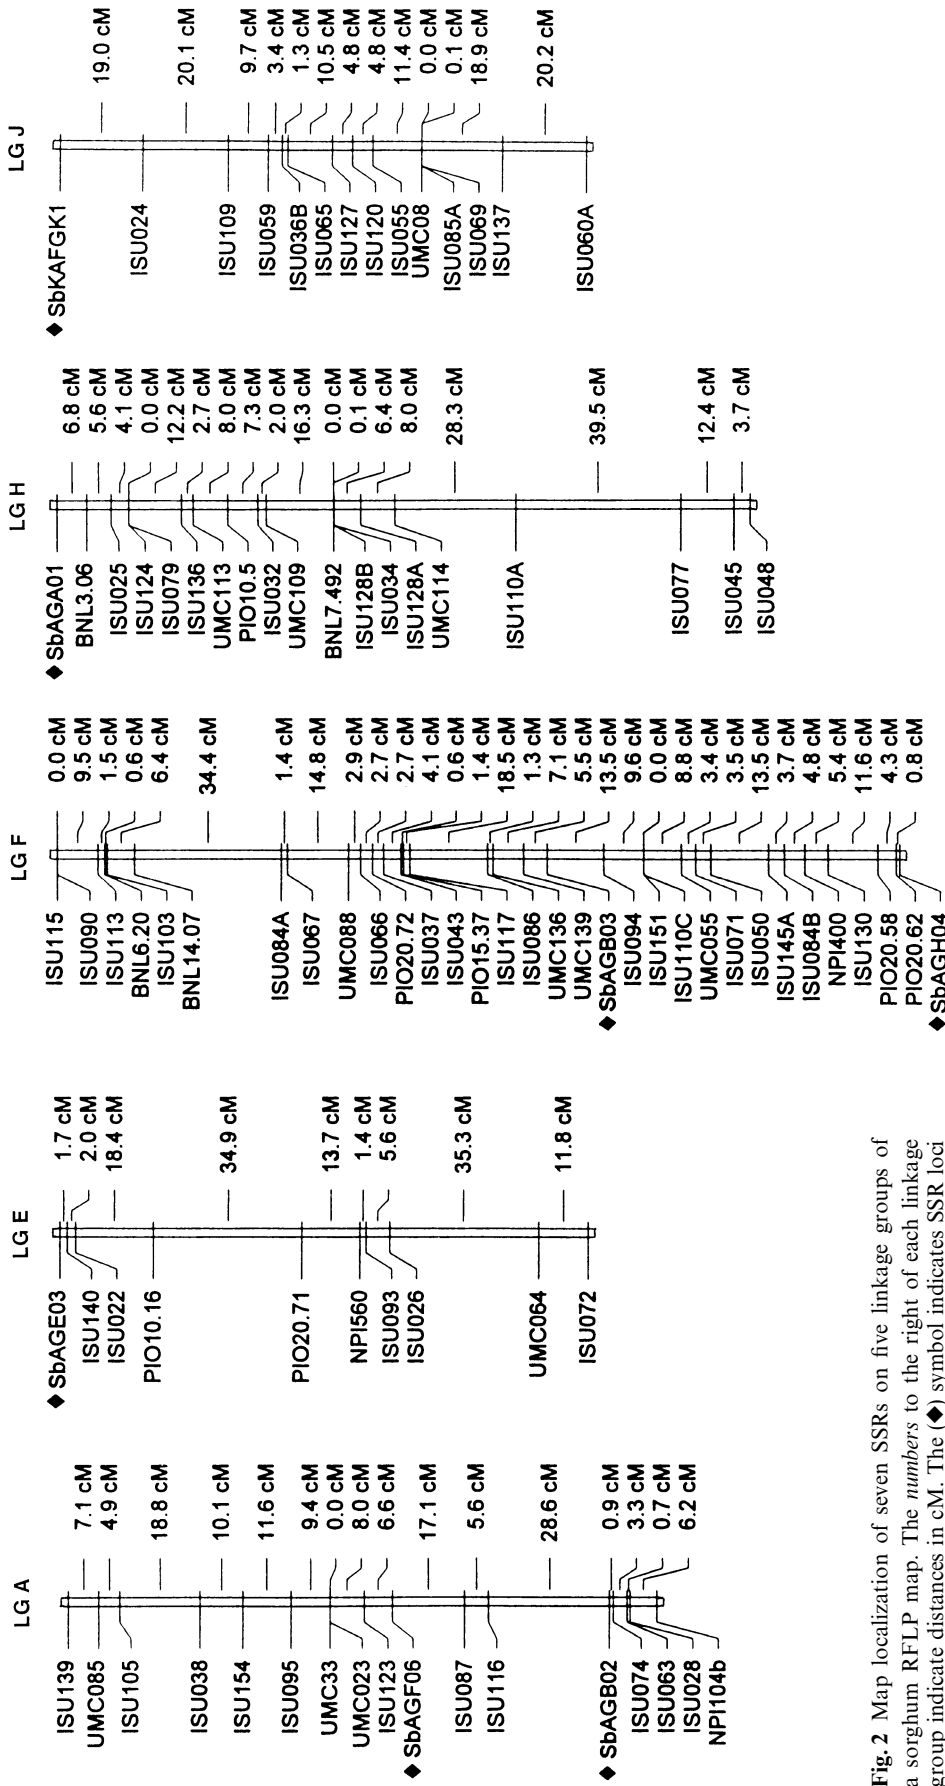 LG A
ISU139
UMC085
ISU105
ISU038
ISU154
ISU095
UMC33
UMC023
ISU123
◆ SbAGF06
ISU087
ISU116
◆ SbAGB02
ISU074
ISU063
ISU028
NPI104b
7.1 cM
4.9 cM
18.8 cM
10.1 cM
11.6 cM
9.4 cM
0.0 cM
8.0 cM
6.6 cM
17.1 cM
5.6 cM
28.6 cM
0.9 cM
3.3 cM
0.7 cM
6.2 cM
LG E
◆ SbAGE03
ISU140
ISU022
PIO10.16
PIO20.71
NPI560
ISU093
ISU026
UMC064
ISU072
1.7 cM
2.0 cM
18.4 cM
34.9 cM
13.7 cM
1.4 cM
5.6 cM
35.3 cM
11.8 cM
LG F
ISU115
ISU090
ISU113
BNL6.20
ISU103
BNL14.07
ISU084A
ISU067
UMC088
ISU066
PIO20.72
ISU037
ISU043
PIO15.37
ISU117
ISU086
UMC136
UMC139
◆ SbAGB03
ISU094
ISU151
ISU110C
UMC055
ISU071
ISU050
ISU145A
ISU084B
NPI400
ISU130
PIO20.58
PIO20.62
◆ SbAGH04
0.0 cM
9.5 cM
1.5 cM
0.6 cM
6.4 cM
34.4 cM
1.4 cM
14.8 cM
2.9 cM
2.7 cM
2.7 cM
4.1 cM
0.6 cM
1.4 cM
18.5 cM
1.3 cM
7.1 cM
5.5 cM
13.5 cM
9.6 cM
0.0 cM
8.8 cM
3.4 cM
3.5 cM
13.5 cM
3.7 cM
4.8 cM
5.4 cM
11.6 cM
4.3 cM
0.8 cM
LG H
◆ SbAGA01
BNL3.06
ISU025
ISU124
ISU079
ISU136
UMC113
PIO10.5
ISU032
UMC109
BNL7.492
ISU128B
ISU034
ISU128A
UMC114
ISU110A
ISU077
ISU045
ISU048
6.8 cM
5.6 cM
4.1 cM
0.0 cM
12.2 cM
2.7 cM
8.0 cM
7.3 cM
2.0 cM
16.3 cM
0.0 cM
0.1 cM
6.4 cM
8.0 cM
28.3 cM
39.5 cM
12.4 cM
3.7 cM
LG J
◆ SbKAFGK1
ISU024
ISU109
ISU059
ISU036B
ISU065
ISU127
ISU120
ISU055
UMC08
ISU085A
ISU069
ISU137
ISU060A
19.0 cM
20.1 cM
9.7 cM
3.4 cM
1.3 cM
10.5 cM
4.8 cM
4.8 cM
11.4 cM
0.0 cM
0.1 cM
18.9 cM
20.2 cM
Fig. 2 Map localization of seven SSRs on five linkage groups of
a sorghum RFLP map. The numbers to the right of each linkage
group indicate distances in cM. The (◆) symbol indicates SSR loci